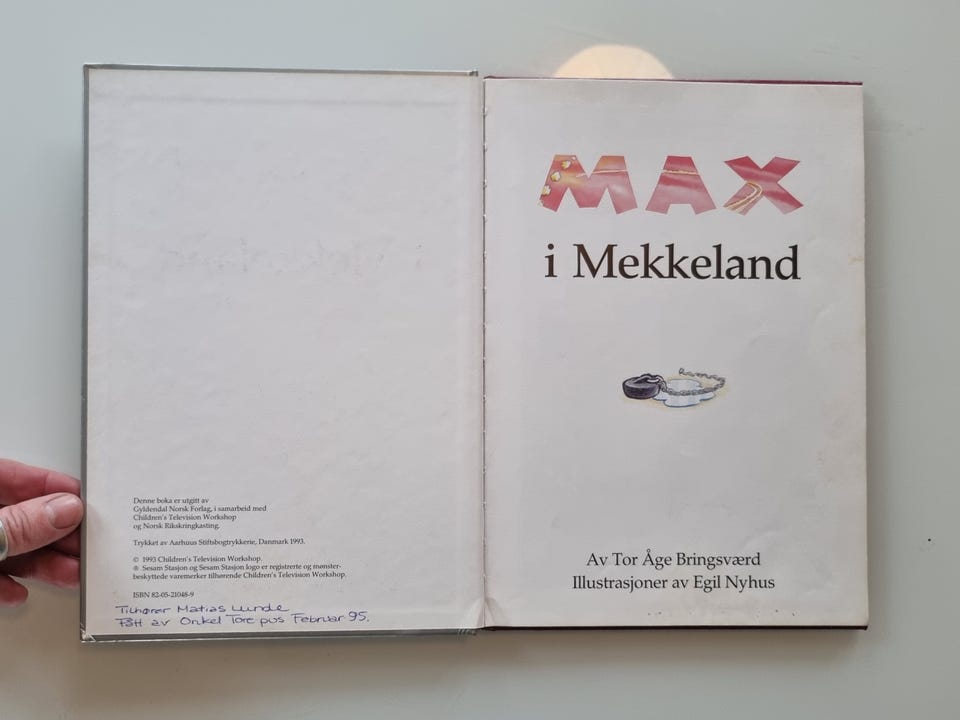 Denne boka er utgitt av
Gyldendal Norsk Forlag, i samarbeid med
Children's Television Workshop
og Norsk Rikskringkasting.
Trykket av Aarhuus Stiftsbogtrykkerie, Danmark 1993.
© 1993 Children's Television Workshop.
® Sesam Stasjon og Sesam Stasjon logo er registrerte og mønster-
beskyttede varemerker tilhørende Children's Television Workshop.
ISBN 82-05-21048-9
Tilhører Matias Lunde
Fått av Onkel Tore pus Februar 95.
MAX
i Mekkeland
Av Tor Åge Bringsværd
Illustrasjoner av Egil Nyhus